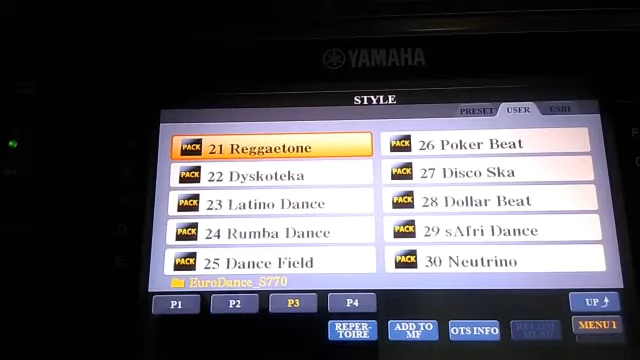 YAMAHA
STYLE
PRESET USER USB1
PACK 21 Reggaetone
PACK 22 Dyskoteka
PACK 23 Latino Dance
PACK 24 Rumba Dance
PACK 25 Dance Field
PACK 26 Poker Beat
PACK 27 Disco Ska
PACK 28 Dollar Beat
PACK 29 sAfri Dance
PACK 30 Neutrino
EuroDance_S770
P1 P2 P3 P4 UP
REPER-
TOIRE
ADD TO
MF
OTS INFO
MENU 1